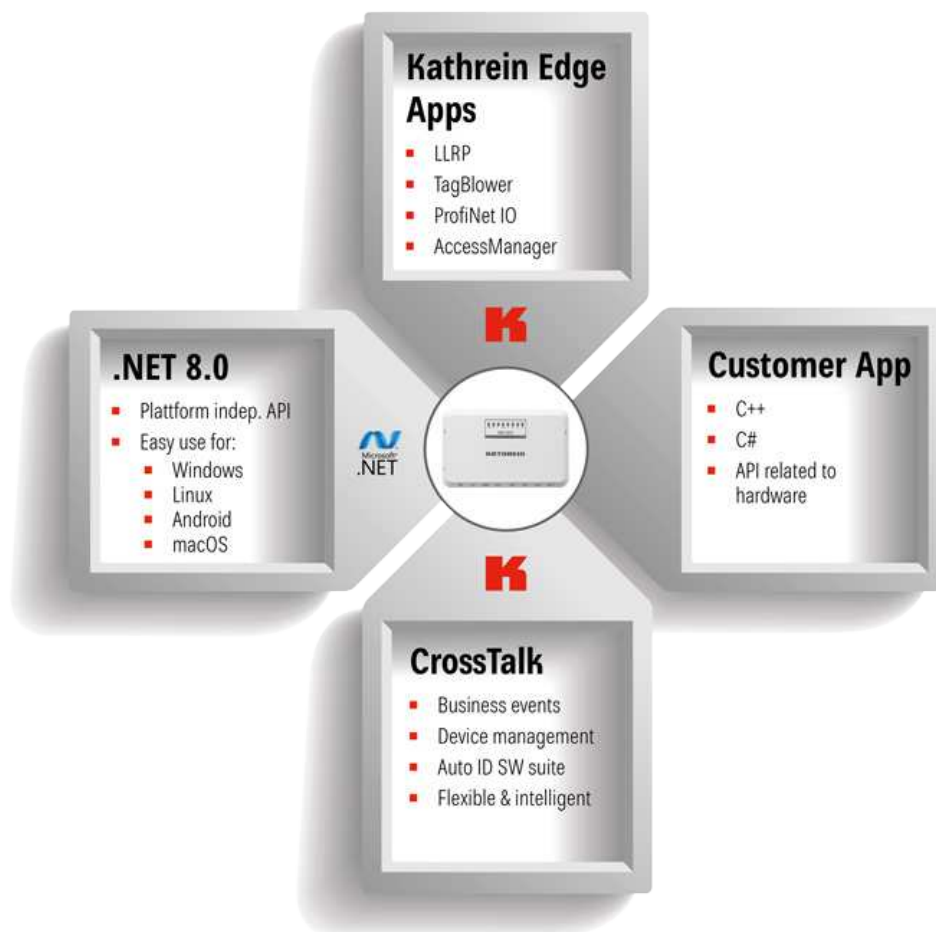 Kathrein Edge
Apps
LLRP
TagBlower
ProfiNet IO
AccessManager
.NET 8.0
Plattform indep. API
Easy use for:
Windows
Linux
Android
macOS
Microsoft
.NET
KATHREIN
Customer App
C++
C#
API related to
hardware
CrossTalk
Business events
Device management
Auto ID SW suite
Flexible & intelligent